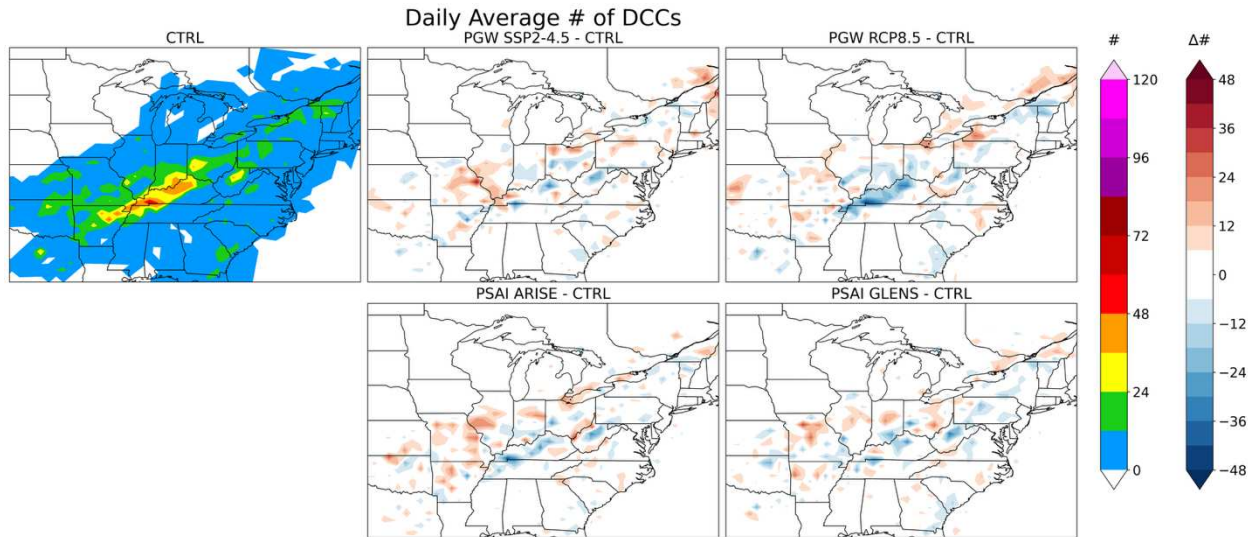 Daily Average # of DCCs
CTRL
PGW SSP2-4.5 - CTRL
PGW RCP8.5 - CTRL
PSAI ARISE - CTRL
PSAI GLENS - CTRL
#
120
96
72
48
24
0
Δ#
48
36
24
12
0
−12
−24
−36
−48